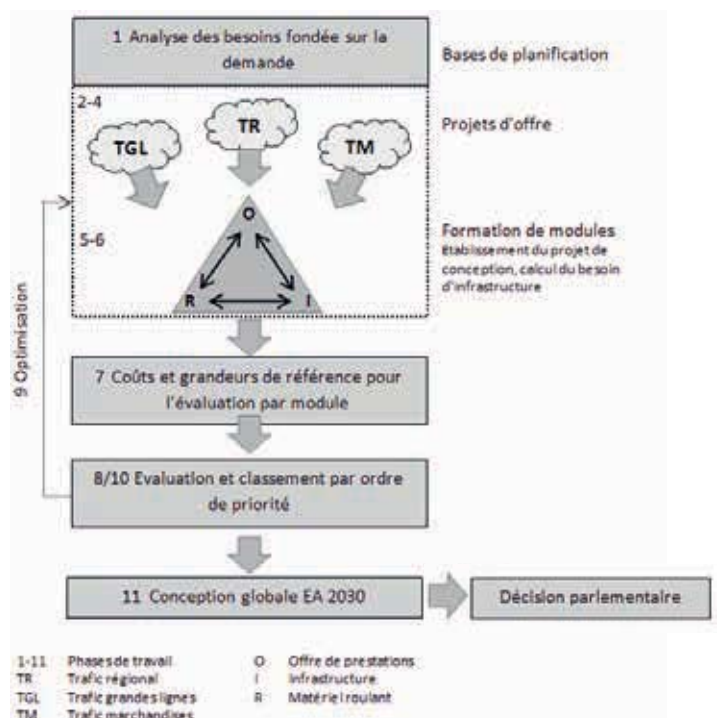 1 Analyse des besoins fondée sur la
demande
Bases de planification
2-4
TGL
TR
TM
Projets d'offre
5-6
O
R
I
Formation de modules
Etablissement du projet de
conception, calcul du besoin
d'infrastructure
9 Optimisation
7 Coûts et grandeurs de référence pour
l'évaluation par module
8/10 Evaluation et classement par ordre
de priorité
11 Conception globale EA 2030
Décision parlementaire
1-11 Phases de travail
TR Trafic régional
TGL Trafic grandes lignes
TM Trafic marchandises
O Offre de prestations
I Infrastructure
R Matériel roulant